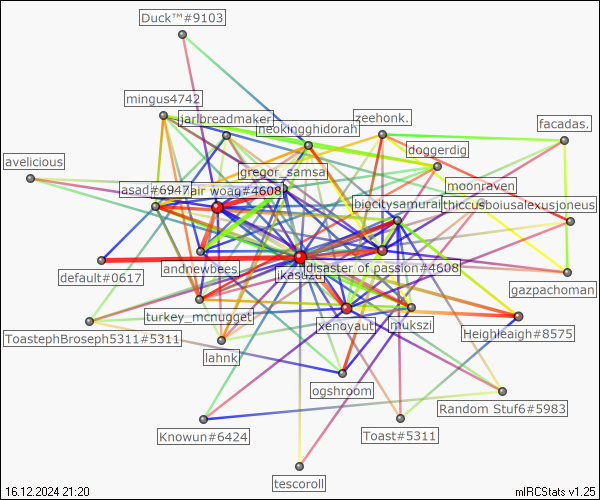 Duck™#9103
mingus4742
jarlbreadmaker
neokingghidorah
zeehonk.
facadas.
avelicious
gregor_samsa
doggerdig
asad#6947
air woag#4608
moonraven
bigcitysamurai
thiccusboiusalexusjoneus
default#0617
andnewbees
ikasuzu
disaster of passion#4608
gazpachoman
ToastephBroseph5311#5311
turkey_mcnugget
xenoyaut
mukszi
Heighleaigh#8575
lahnk
ogshroom
Random Stuf6#5983
Knowun#6424
Toast#5311
tescoroll
16.12.2024 21:20
mIRCStats v1.25